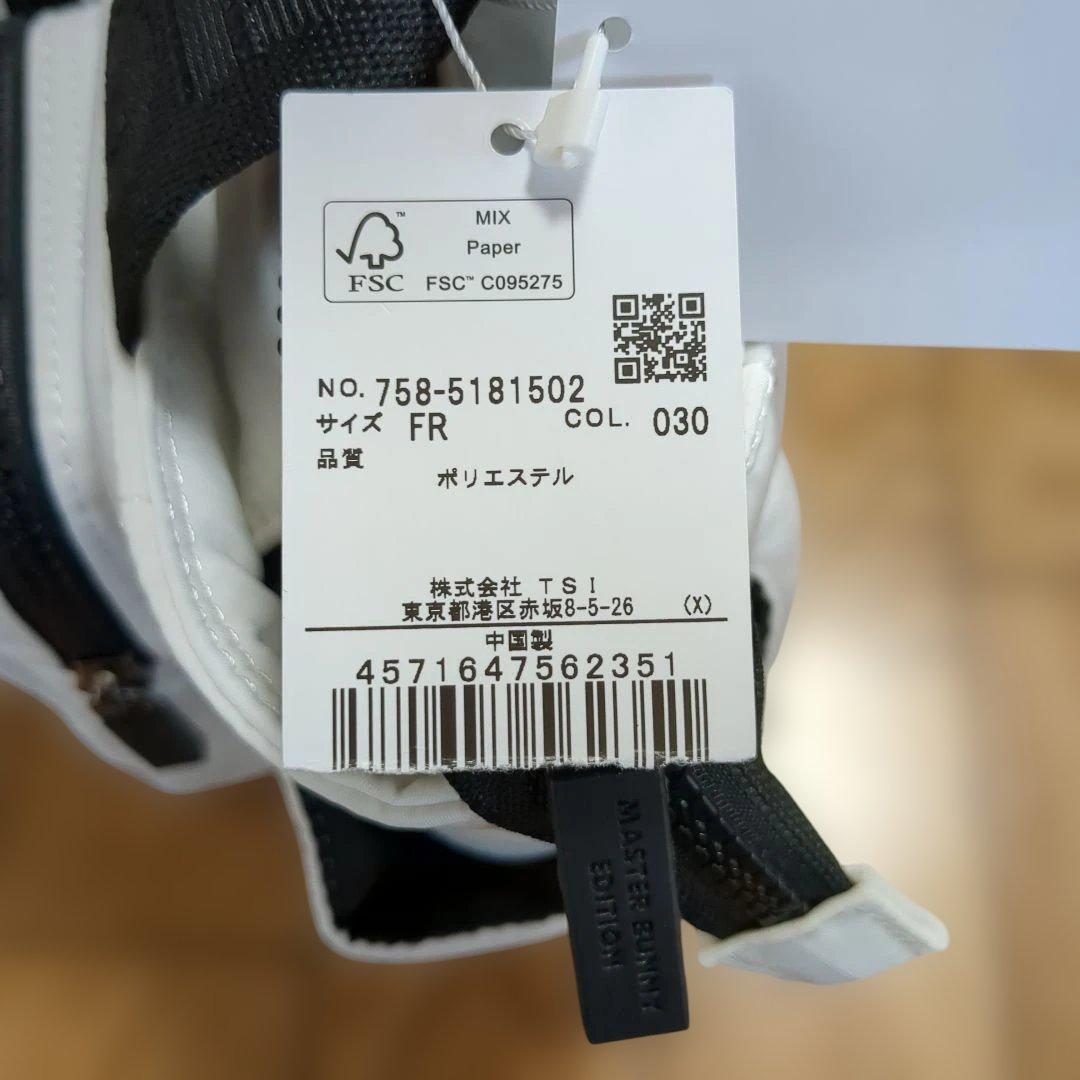 MIX
Paper
FSC™ C095275
™
FSC
NO. 758-5181502
サイズ FR COL. 030
品質
ポリエステル
株式会社 TSI
東京都港区赤坂8-5-26 (X)
中国製
4571647562351
MASTER BUNNY
EDITION